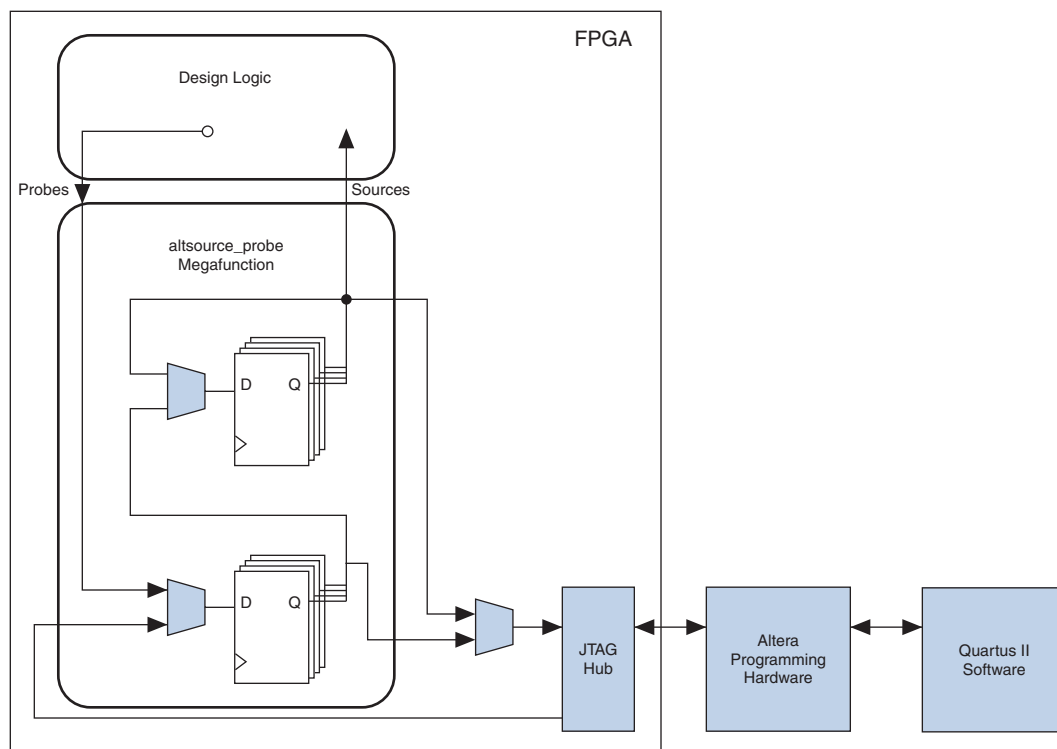 FPGA
Design Logic
Probes
Sources
altsource_probe
Megafunction
D
Q
D
Q
JTAG
Hub
Altera
Programming
Hardware
Quartus II
Software